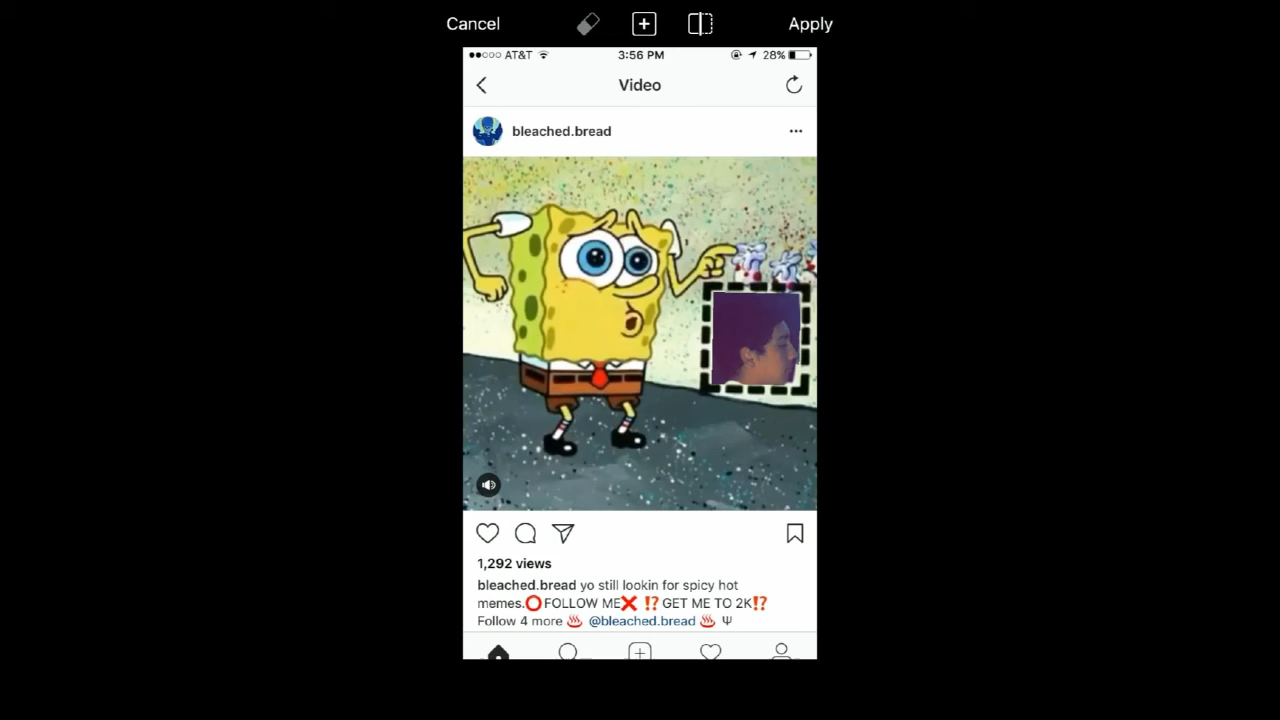 Cancel
Apply
AT&T 3:56 PM 28%
Video
bleached.bread
1,292 views
bleached.bread yo still lookin for spicy hot
memes.⭕FOLLOW ME❌ ⁉️GET ME TO 2K⁉️
Follow 4 more ♨️ @bleached.bread ♨️ Ψ